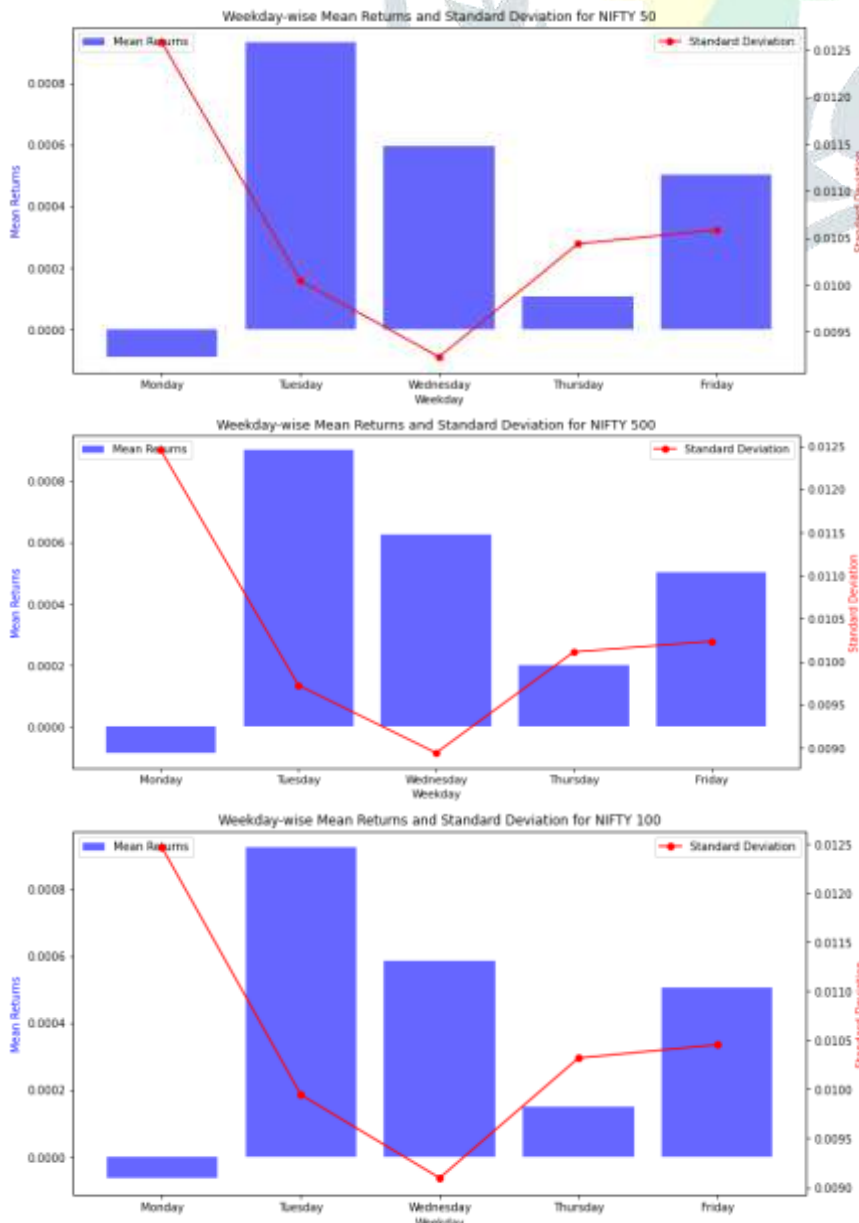 Weekday-wise Mean Returns and Standard Deviation for NIFTY 50
Mean Returns
Standard Deviation
0.0008
0.0006
0.0004
0.0002
0.0000
Mean Returns
0.0125
0.0120
0.0115
0.0110
0.0105
0.0100
0.0095
Standard Deviation
Monday Tuesday Wednesday Thursday Friday
Weekday
Weekday-wise Mean Returns and Standard Deviation for NIFTY 500
Mean Returns
Standard Deviation
0.0008
0.0006
0.0004
0.0002
0.0000
Mean Returns
0.0125
0.0120
0.0115
0.0110
0.0105
0.0100
0.0095
0.0090
Standard Deviation
Monday Tuesday Wednesday Thursday Friday
Weekday
Weekday-wise Mean Returns and Standard Deviation for NIFTY 100
Mean Returns
Standard Deviation
0.0008
0.0006
0.0004
0.0002
0.0000
Mean Returns
0.0125
0.0120
0.0115
0.0110
0.0105
0.0100
0.0095
0.0090
Standard Deviation
Monday Tuesday Wednesday Thursday Friday
Weekday